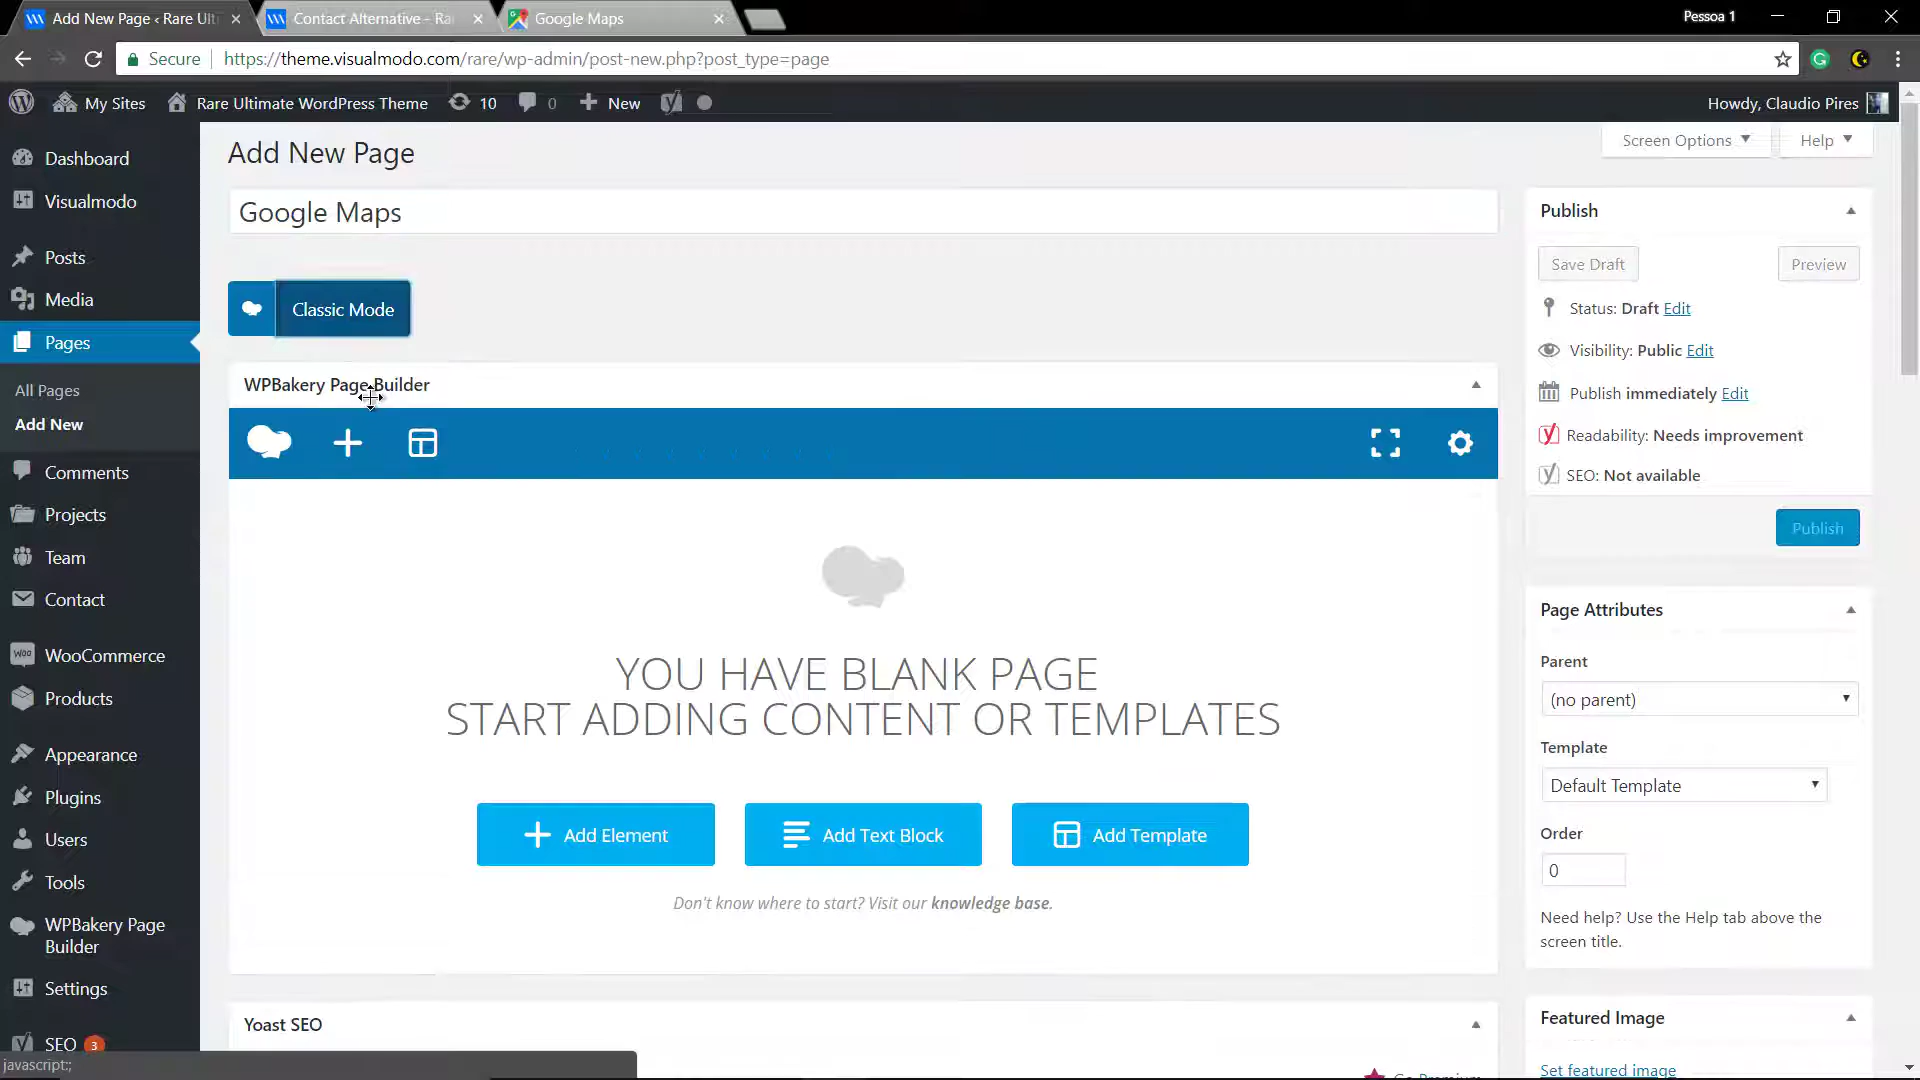 Add New Page ‹ Rare Ulti
Contact Alternative – Ra
Google Maps
Pessoa 1
Secure
https://theme.visualmodo.com/rare/wp-admin/post-new.php?post_type=page
My Sites
Rare Ultimate WordPress Theme
10
0
New
Howdy, Claudio Pires
Dashboard
Visualmodo
Posts
Media
Pages
All Pages
Add New
Comments
Projects
Team
Contact
WooCommerce
Products
Appearance
Plugins
Users
Tools
WPBakery Page
Builder
Settings
SEO 3
javascript:;
Add New Page
Screen Options
Help
Google Maps
Classic Mode
WPBakery Page Builder
YOU HAVE BLANK PAGE
START ADDING CONTENT OR TEMPLATES
Add Element
Add Text Block
Add Template
Don't know where to start? Visit our knowledge base.
Yoast SEO
Publish
Save Draft
Preview
Status: Draft Edit
Visibility: Public Edit
Publish immediately Edit
Readability: Needs improvement
SEO: Not available
Publish
Page Attributes
Parent
(no parent)
Template
Default Template
Order
0
Need help? Use the Help tab above the
screen title.
Featured Image
Set featured image